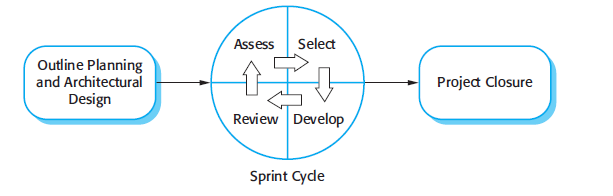 Outline Planning
and Architectural
Design
Assess
Select
Review
Develop
Sprint Cycle
Project Closure